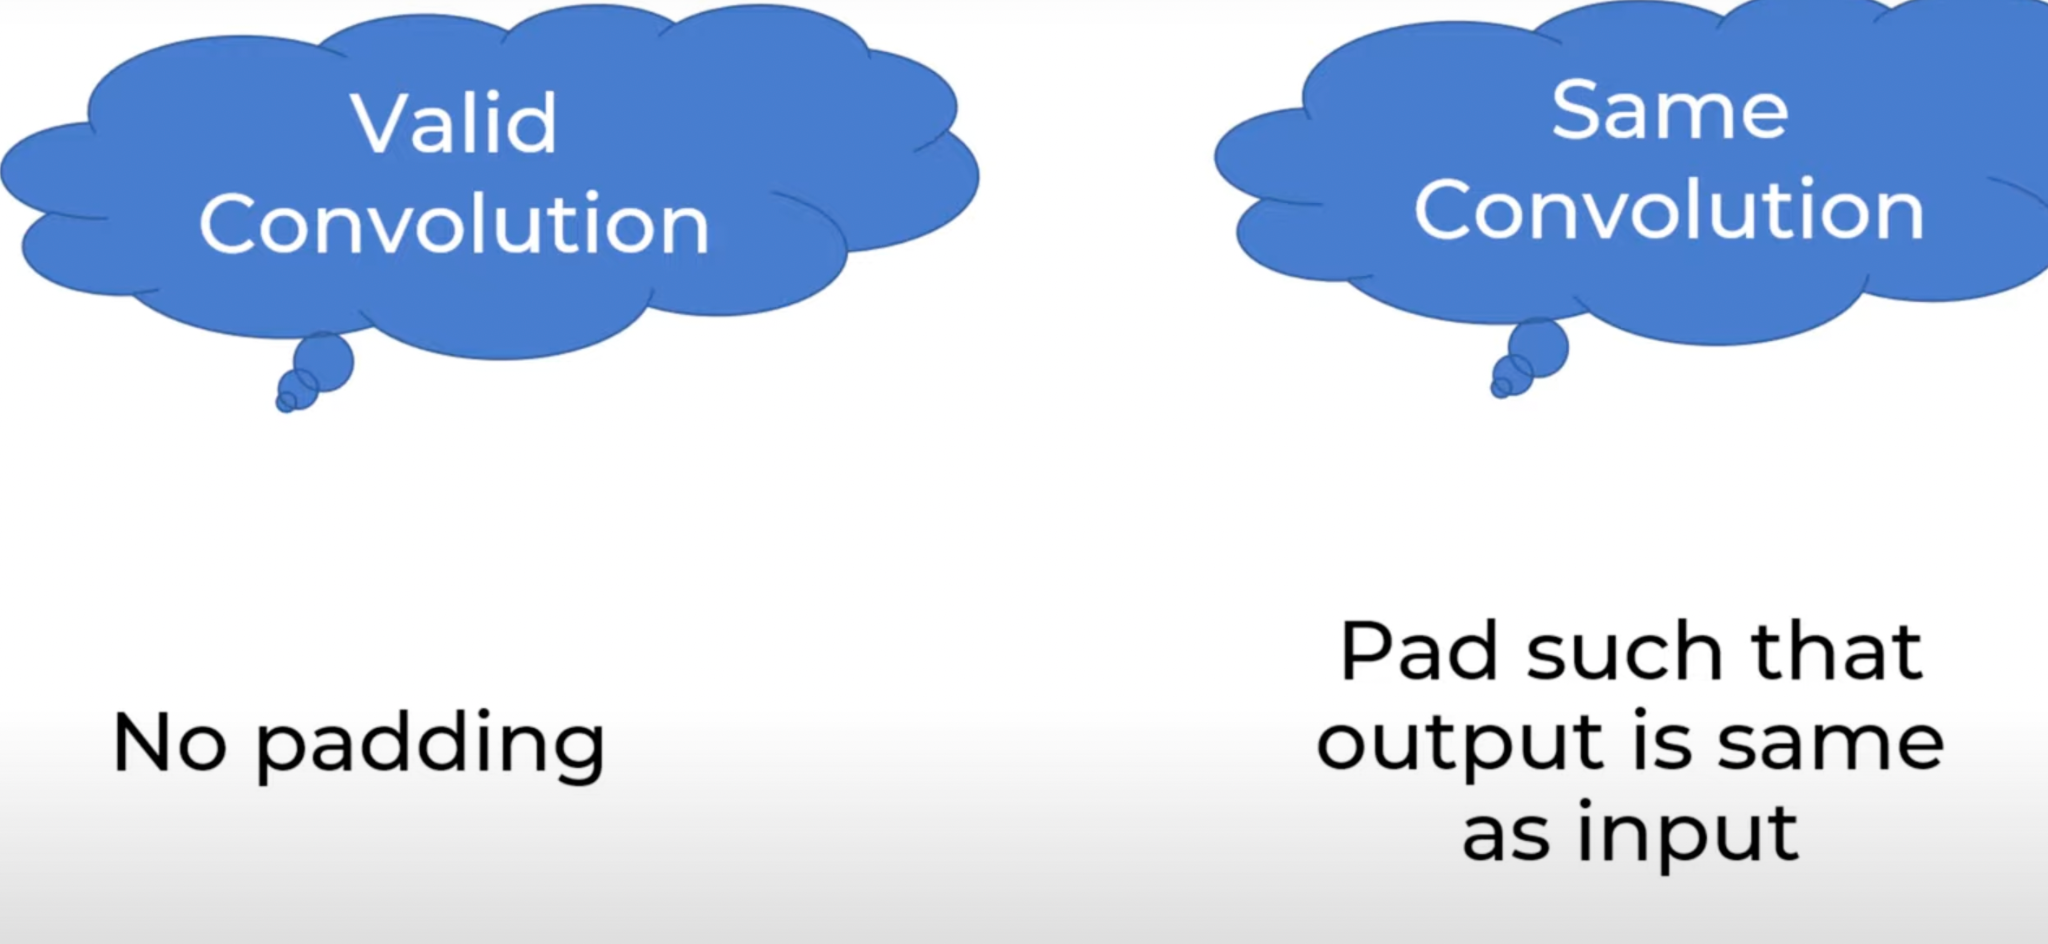 Valid
Convolution
Same
Convolution
No padding
Pad such that
output is same
as input